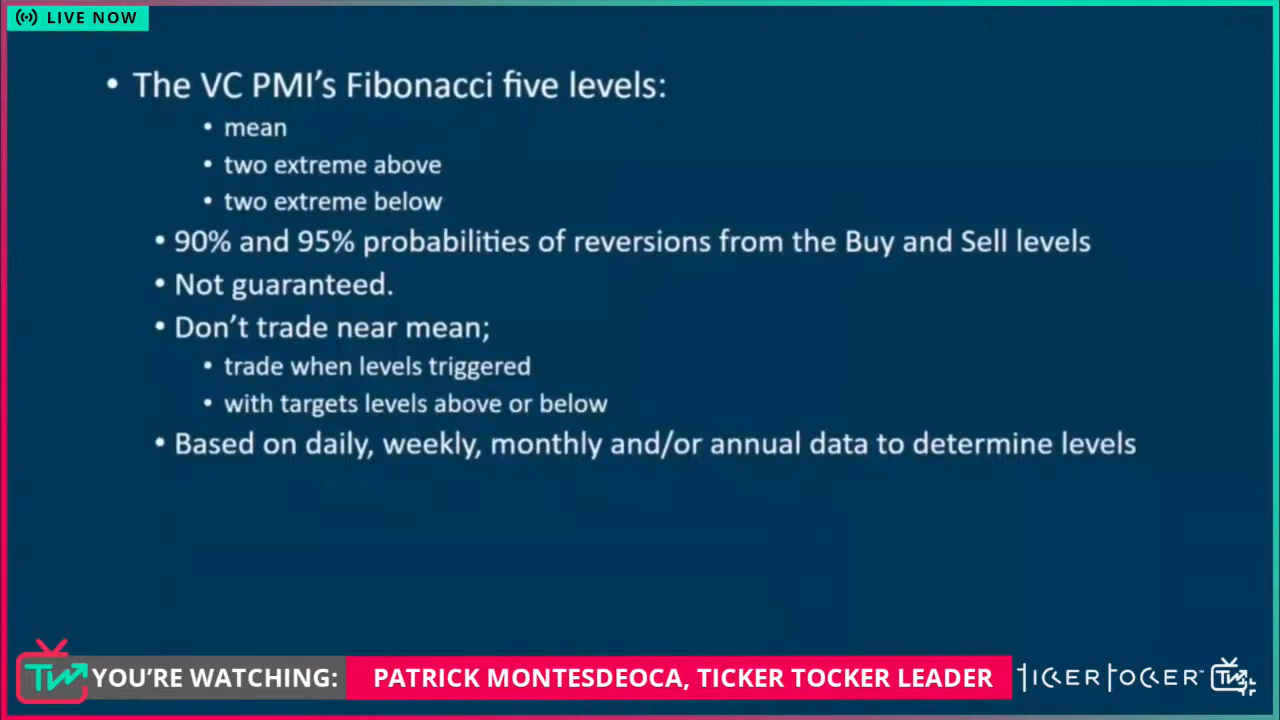 LIVE NOW
• The VC PMI’s Fibonacci five levels:
• mean
• two extreme above
• two extreme below
• 90% and 95% probabilities of reversions from the Buy and Sell levels
• Not guaranteed.
• Don’t trade near mean;
• trade when levels triggered
• with targets levels above or below
• Based on daily, weekly, monthly and/or annual data to determine levels
TW YOU’RE WATCHING: PATRICK MONTESDEOCA, TICKER TOCKER LEADER TICKERTOCKER™ TW